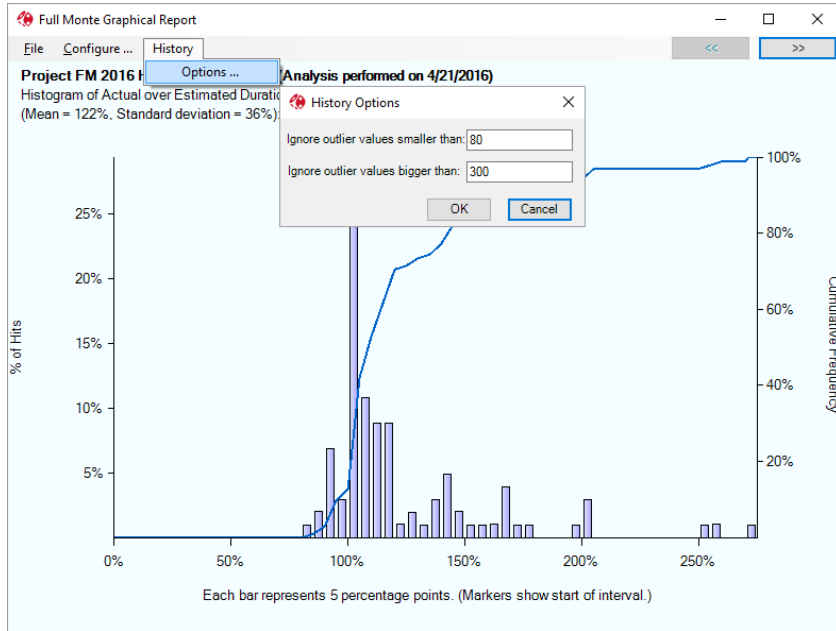 Full Monte Graphical Report
File Configure ... History
<< >>
Options ...
Project FM 2016 (Analysis performed on 4/21/2016)
Histogram of Actual over Estimated
(Mean = 122%, Standard deviation = 36%):
History Options
Ignore outlier values smaller than: 80
Ignore outlier values bigger than: 300
OK Cancel
% of Hits
25%
20%
15%
10%
5%
100%
80%
60%
40%
20%
Cumulative Frequency
0% 50% 100% 150% 200% 250%
Each bar represents 5 percentage points. (Markers show start of interval.)